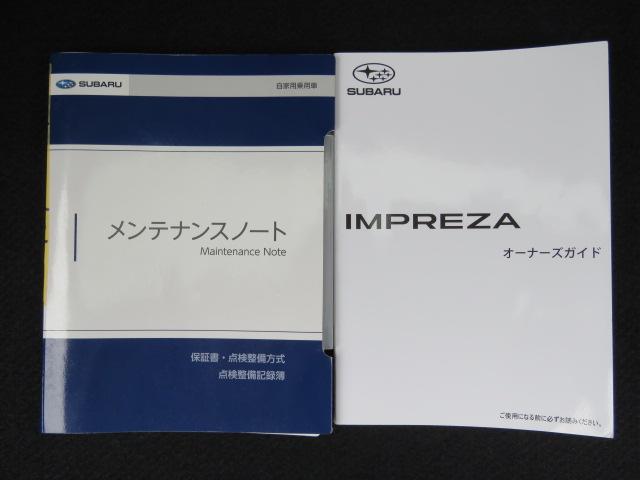 SUBARU
自家用乗用車
メンテナンスノート
Maintenance Note
保証書・点検整備方式
点検整備記録簿
SUBARU
IMPREZA
オーナーズガイド
ご使用になる前に必ずお読みください。